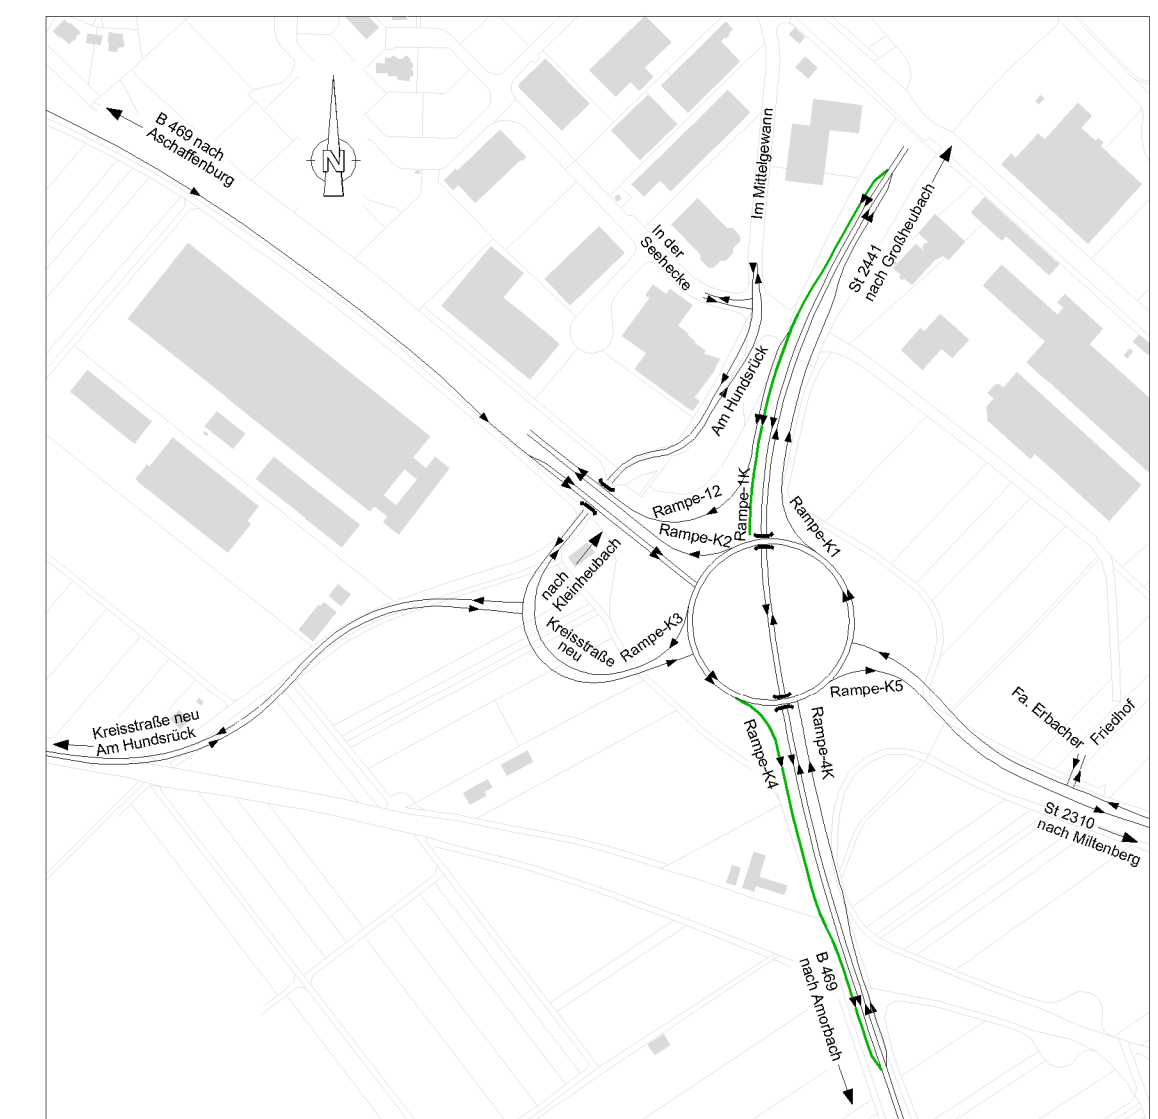 B 469 nach
Aschaffenburg
N
Im Mittelgewann
In der
Seehecke
St 2441
nach Großheubach
Am Hundsrück
Rampe-12
Rampe-1K
Rampe-K2
Rampe-K1
nach
Kleinheubach
Kreisstraße
neu
Rampe-K3
Rampe-K5
Kreisstraße neu
Am Hundsrück
Rampe-K4
Rampe-4K
Fa. Erbacher
Friedhof
St 2310
nach Miltenberg
B 469
nach Amorbach